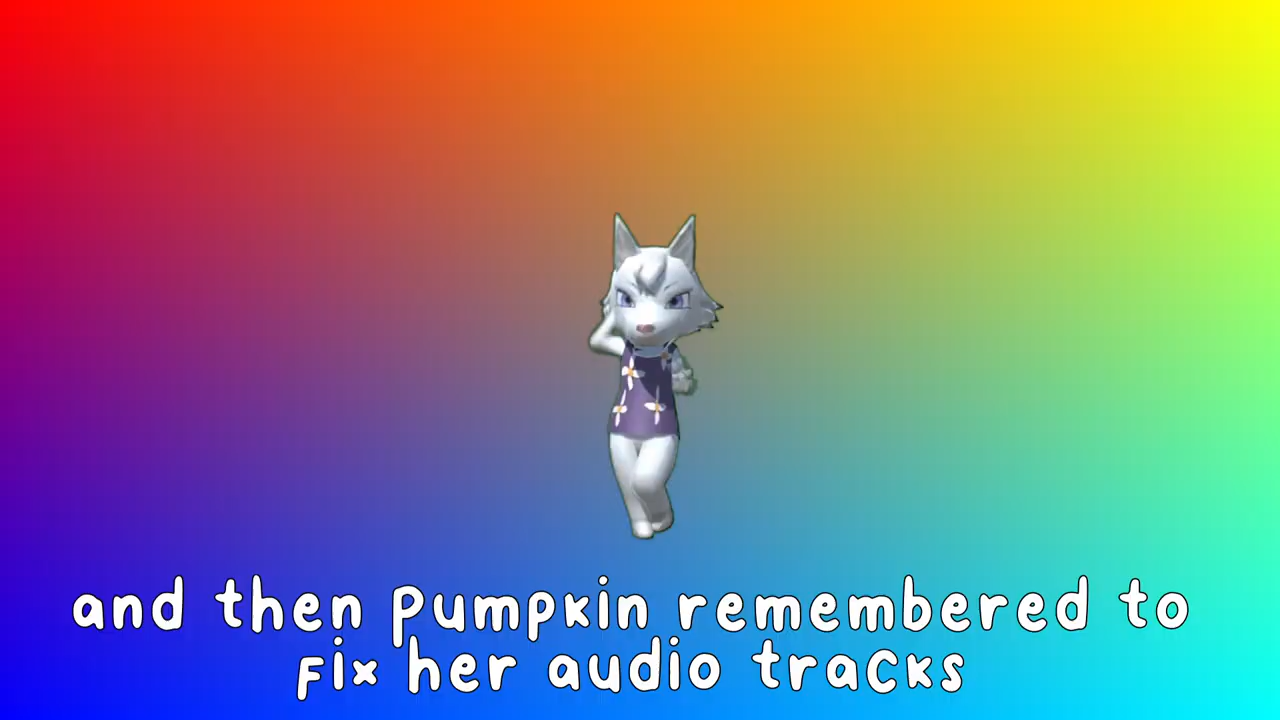 and then pumpkin remembered to
fix her audio tracks